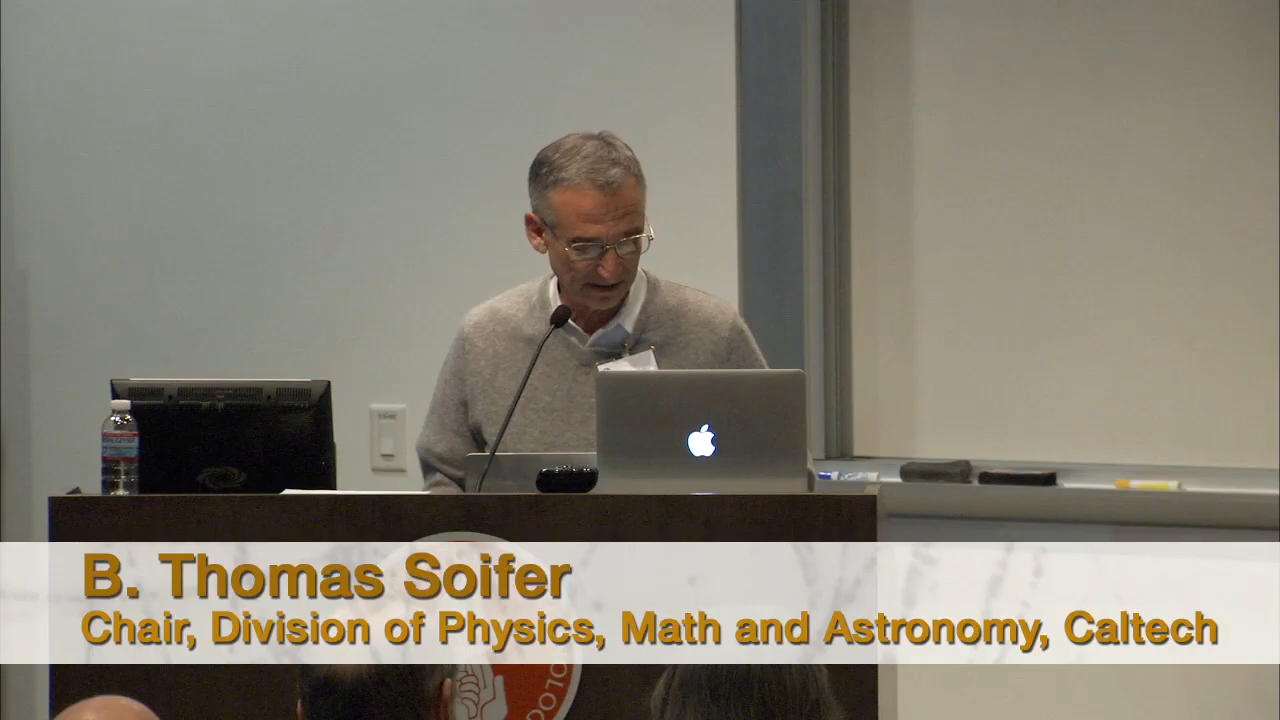 B. Thomas Soifer
Chair, Division of Physics, Math and Astronomy, Caltech